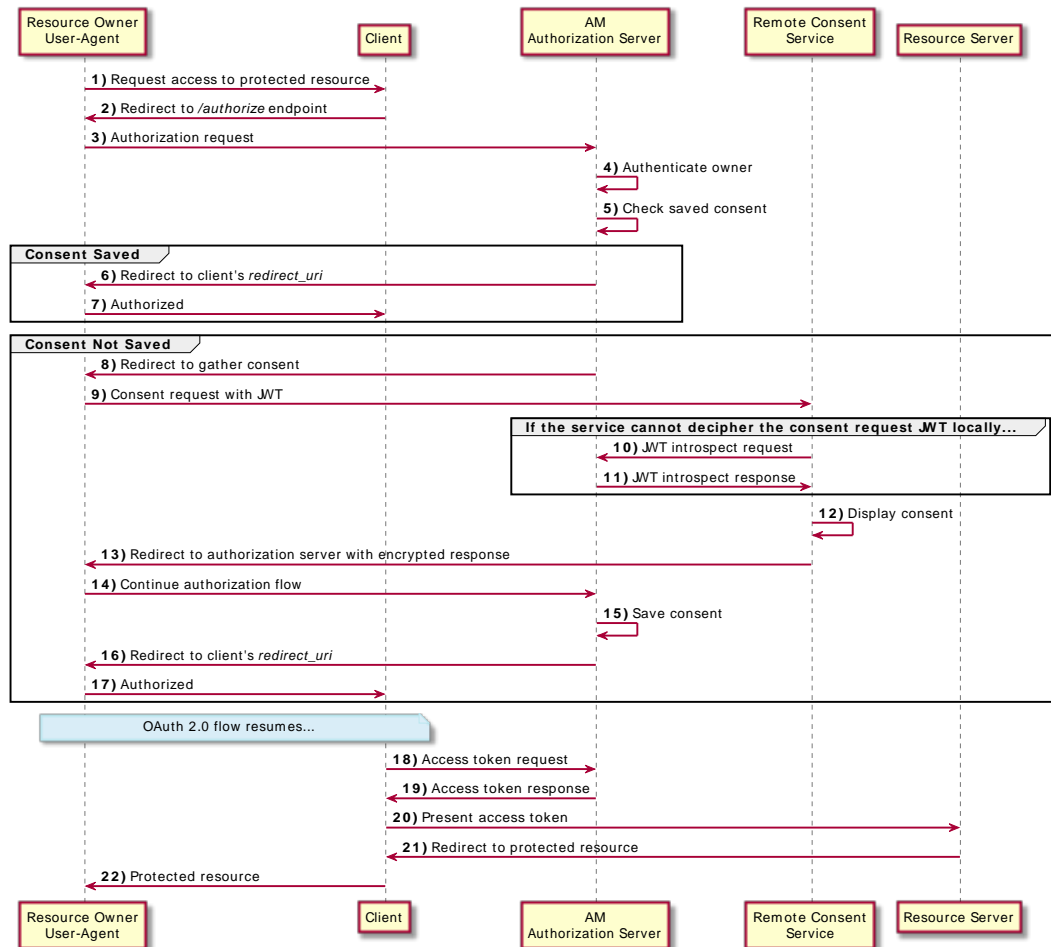 Resource Owner
User-Agent
Client
AM
Authorization Server
Remote Consent
Service
Resource Server
1) Request access to protected resource
2) Redirect to /authorize endpoint
3) Authorization request
4) Authenticate owner
5) Check saved consent
Consent Saved
6) Redirect to client's redirect_uri
7) Authorized
Consent Not Saved
8) Redirect to gather consent
9) Consent request with JWT
If the service cannot decipher the consent request JWT locally...
10) JWT introspect request
11) JWT introspect response
12) Display consent
13) Redirect to authorization server with encrypted response
14) Continue authorization flow
15) Save consent
16) Redirect to client's redirect_uri
17) Authorized
OAuth 2.0 flow resumes...
18) Access token request
19) Access token response
20) Present access token
21) Redirect to protected resource
22) Protected resource
Resource Owner
User-Agent
Client
AM
Authorization Server
Remote Consent
Service
Resource Server